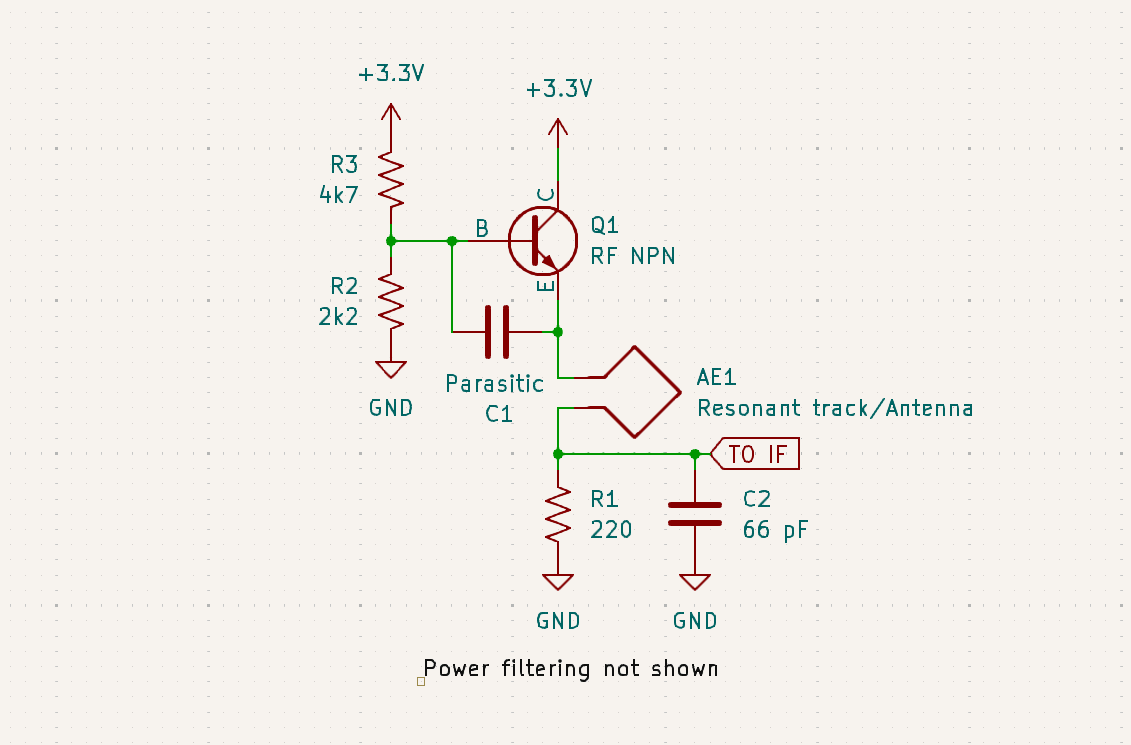 +3.3V
+3.3V
R3
4k7
C
B
Q1
RF NPN
E
R2
2k2
GND
Parasitic
C1
AE1
Resonant track/Antenna
TO IF
R1
220
C2
66 pF
GND
GND
Power filtering not shown